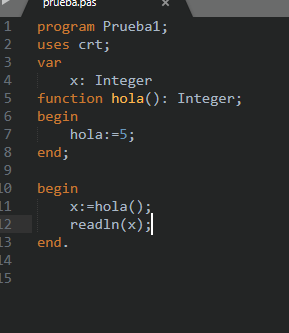 prueba.pas
1 program Prueba1;
2 uses crt;
3 var
4 x: Integer
5 function hola(): Integer;
6 begin
7 hola:=5;
8 end;
9
10 begin
11 x:=hola();
12 readln(x);
13 end.
14
15